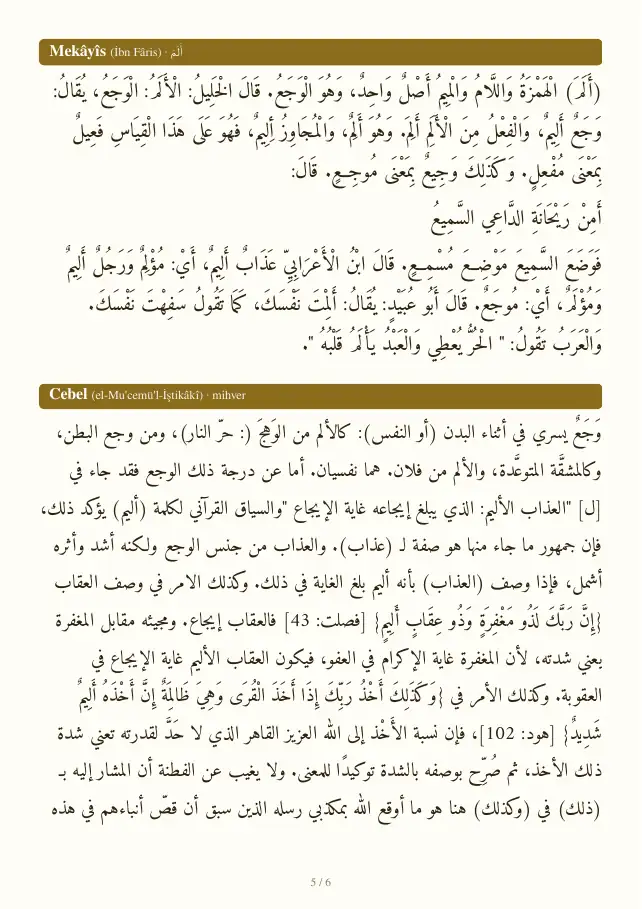 Mekâyîs (İbn Fâris) · أَلَمَ
(أَلَمَ) الْهَمْزَةُ وَاللَّامُ وَالْمِيمُ أَصْلٌ وَاحِدٌ، وَهُوَ الْوَجَعُ. قَالَ الْخَلِيلُ: الْأَلَمُ: الْوَجَعُ، يُقَالُ:
وَجَعٌ أَلِيمٌ، وَالْفِعْلُ مِنَ الْأَلَمِ أَلِمَ. وَهُوَ أَلِمٌ، وَالْمُجَاوِزُ أَلِيمٌ، فَهُوَ عَلَى هَذَا الْقِيَاسِ فَعِيلٌ
بِمَعْنَى مُفْعِلٍ. وَكَذَلِكَ وَجِيعٌ بِمَعْنَى مُوجِعٍ. قَالَ:
أَمِنْ رَيْحَانَةِ الدَّاعِي السَّمِيعُ
فَوَضَعَ السَّمِيعَ مَوْضِعَ مُسْمِعٍ. قَالَ ابْنُ الْأَعْرَابِيِّ عَذَابٌ أَلِيمٌ، أَيْ: مُؤْلِمٌ وَرَجُلٌ أَلِيمٌ
وَمُؤْلَمٌ، أَيْ: مُوجَعٌ. قَالَ أَبُو عُبَيْدٍ: يُقَالُ: أَلِمْتَ نَفْسَكَ، كَمَا تَقُولُ سَفِهْتَ نَفْسَكَ.
وَالْعَرَبُ تَقُولُ: " الْحُرُّ يُعْطِي وَالْعَبْدُ يَأْلَمُ قَلْبُهُ ".
Cebel (el-Mu'cemü'l-İştikâkî) · mihver
وَجَعٌ يسري في أثناء البدن (أو النفس): كالألم من الوَهَجَ (: حرّ النار)، ومن وجع البطن،
وكالمشقَّة المتوعَّدة، والألم من فلان. هما نفسيان. أما عن درجة ذلك الوجع فقد جاء في
[ل] "العذاب الأليم: الذي يبلغ إيجاعه غاية الإيجاع "والسياق القرآني لكلمة (أليم) يؤكد ذلك،
فإن جمهور ما جاء منها هو صفة لـ (عذاب). والعذاب من جنس الوجع ولكنه أشد وأثره
أشمل، فإذا وصف (العذاب) بأنه أليم بلغ الغاية في ذلك. وكذلك الامر في وصف العقاب
{إِنَّ رَبَّكَ لَذُو مَغْفِرَةٍ وَذُو عِقَابٍ أَلِيمٍ} [فصلت: 43] فالعقاب إيجاع. ومجيئه مقابل المغفرة
يعني شدته، لأن المغفرة غاية الإكرام في العفو، فيكون العقاب الأليم غاية الإيجاع في
العقوبة. وكذلك الأمر في {وَكَذَلِكَ أَخْذُ رَبِّكَ إِذَا أَخَذَ الْقُرَى وَهِيَ ظَالِمَةٌ إِنَّ أَخْذَهُ أَلِيمٌ
شَدِيدٌ} [هود: 102]، فإن نسبة الأَخْذ إلى الله العزيز القاهر الذي لا حَدَّ لقدرته تعني شدة
ذلك الأخذ، ثم صُرِّح بوصفه بالشدة توكيدًا للمعنى. ولا يغيب عن الفطنة أن المشار إليه بـ
(ذلك) في (وكذلك) هنا هو ما أوقع الله بمكذبي رسله الذين سبق أن قصّ أنباءهم في هذه
5 / 6